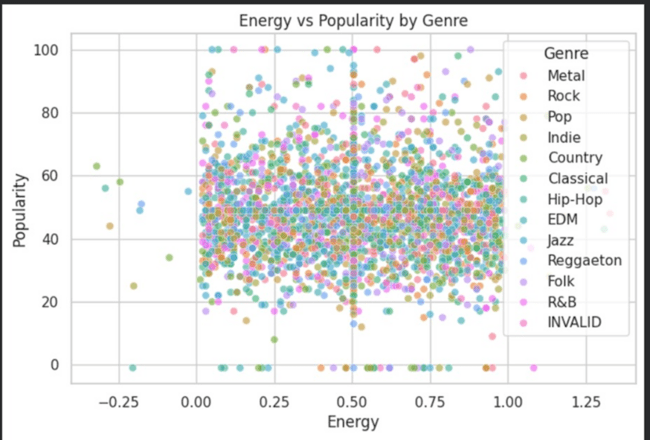 Energy vs Popularity by Genre
100
80
60
40
20
0
Popularity
−0.25
0.00
0.25
0.50
0.75
1.00
1.25
Energy
Genre
Metal
Rock
Pop
Indie
Country
Classical
Hip-Hop
EDM
Jazz
Reggaeton
Folk
R&B
INVALID